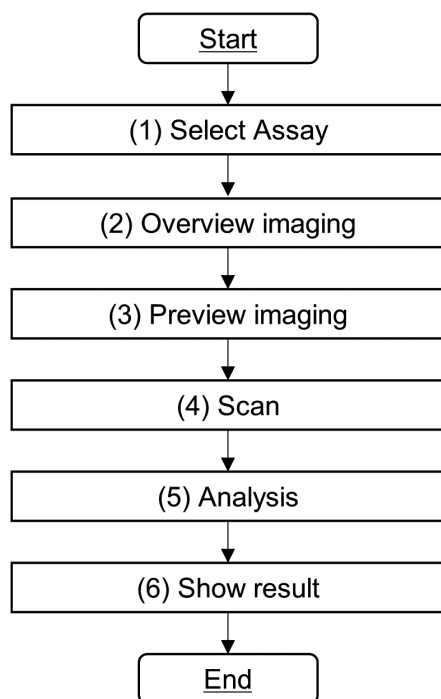 Start
(1) Select Assay
(2) Overview imaging
(3) Preview imaging
(4) Scan
(5) Analysis
(6) Show result
End